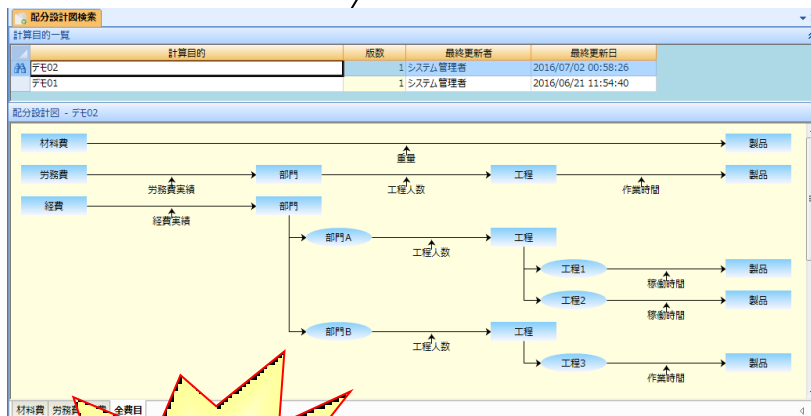 配分設計図検索
計算目的一覧
計算目的 版数 最終更新者 最終更新日
デモ02 1 システム管理者 2016/07/02 00:58:26
デモ01 1 システム管理者 2016/06/21 11:54:40
配分設計図 - デモ02
材料費 重量 製品
労務費 労務費実績 部門 工程人数 工程 作業時間 製品
経費 経費実績 部門
部門A 工程人数 工程
工程1 稼働時間 製品
工程2 稼働時間 製品
部門B 工程人数 工程
工程3 作業時間 製品
材料費 労務費 費 全費目